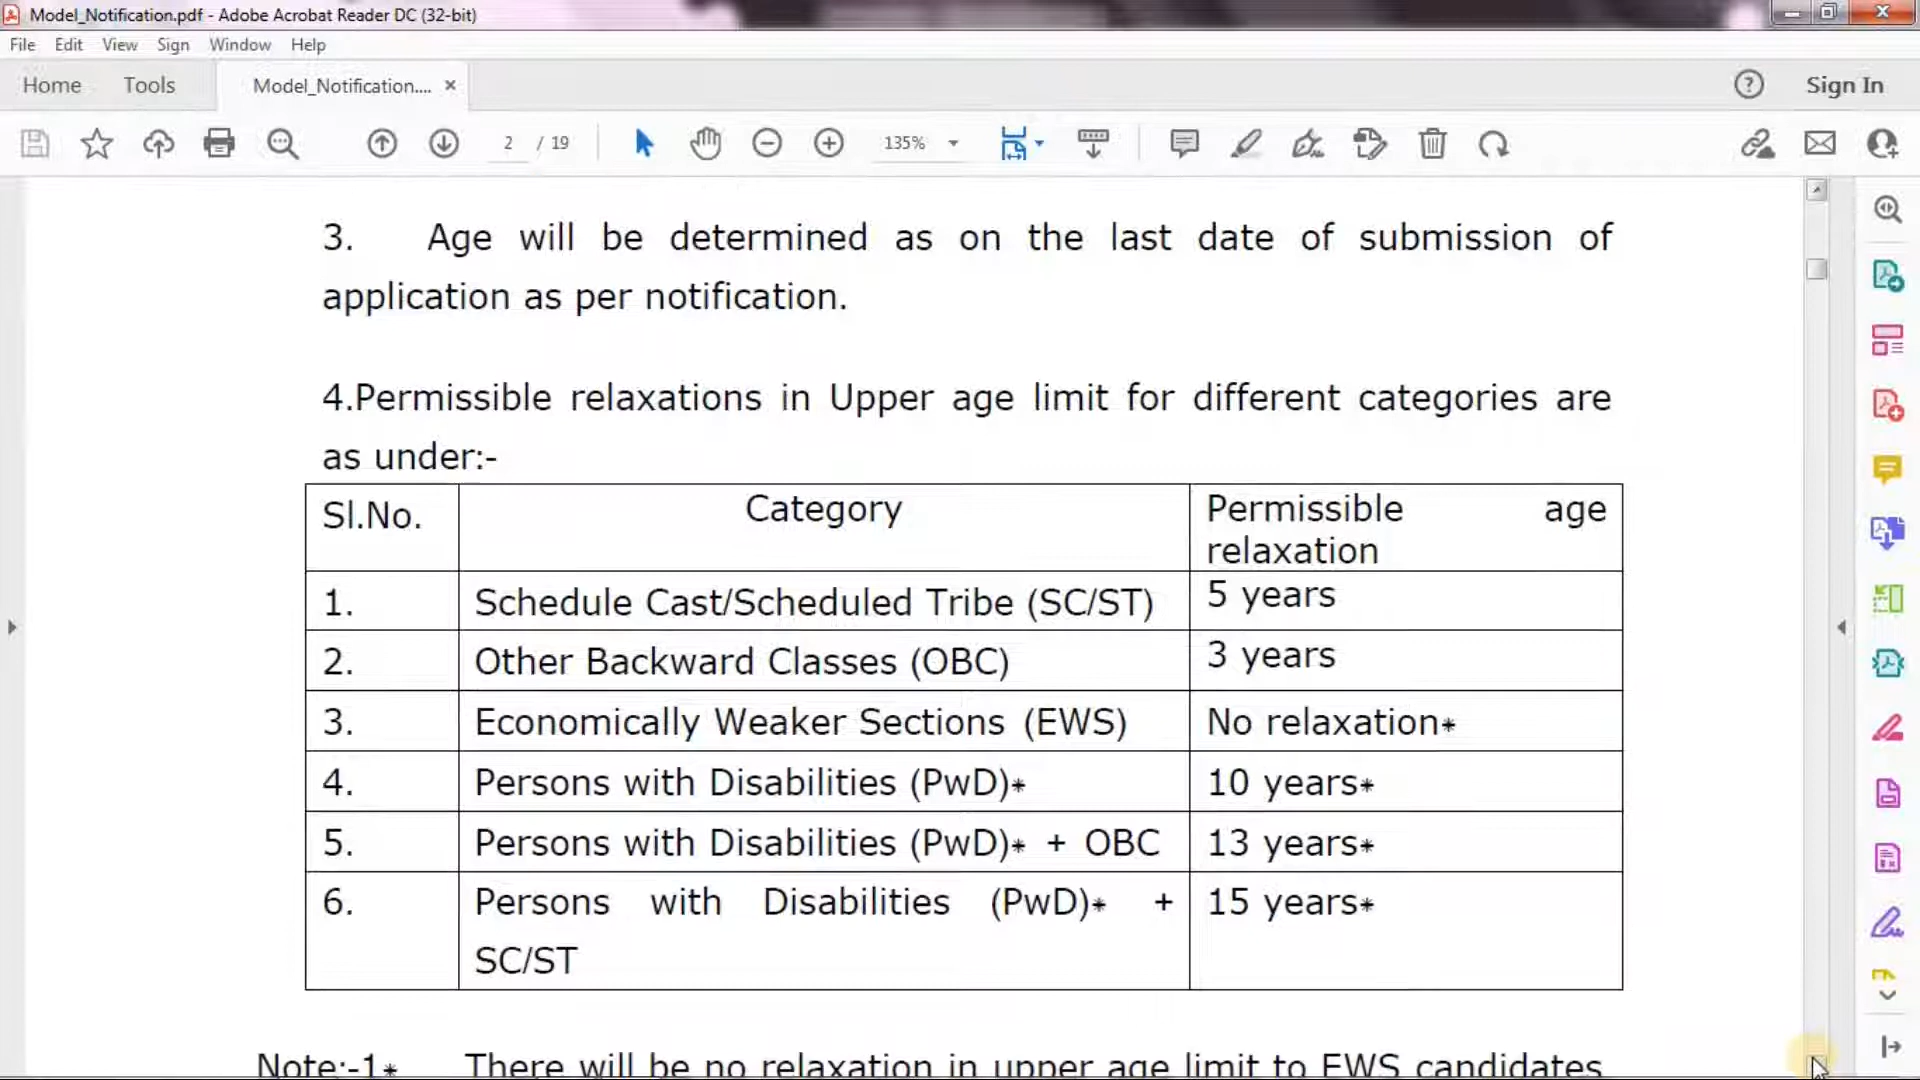 Model_Notification.pdf - Adobe Acrobat Reader DC (32-bit)
File Edit View Sign Window Help
Home Tools Model_Notification.... × ? Sign In
2 / 19 135%
3. Age will be determined as on the last date of submission of
application as per notification.
4.Permissible relaxations in Upper age limit for different categories are
as under:-
Sl.No. Category Permissible age
relaxation
1. Schedule Cast/Scheduled Tribe (SC/ST) 5 years
2. Other Backward Classes (OBC) 3 years
3. Economically Weaker Sections (EWS) No relaxation*
4. Persons with Disabilities (PwD)* 10 years*
5. Persons with Disabilities (PwD)* + OBC 13 years*
6. Persons with Disabilities (PwD)* + 15 years*
SC/ST
Note:-1* There will be no relaxation in upper age limit to EWS candidates